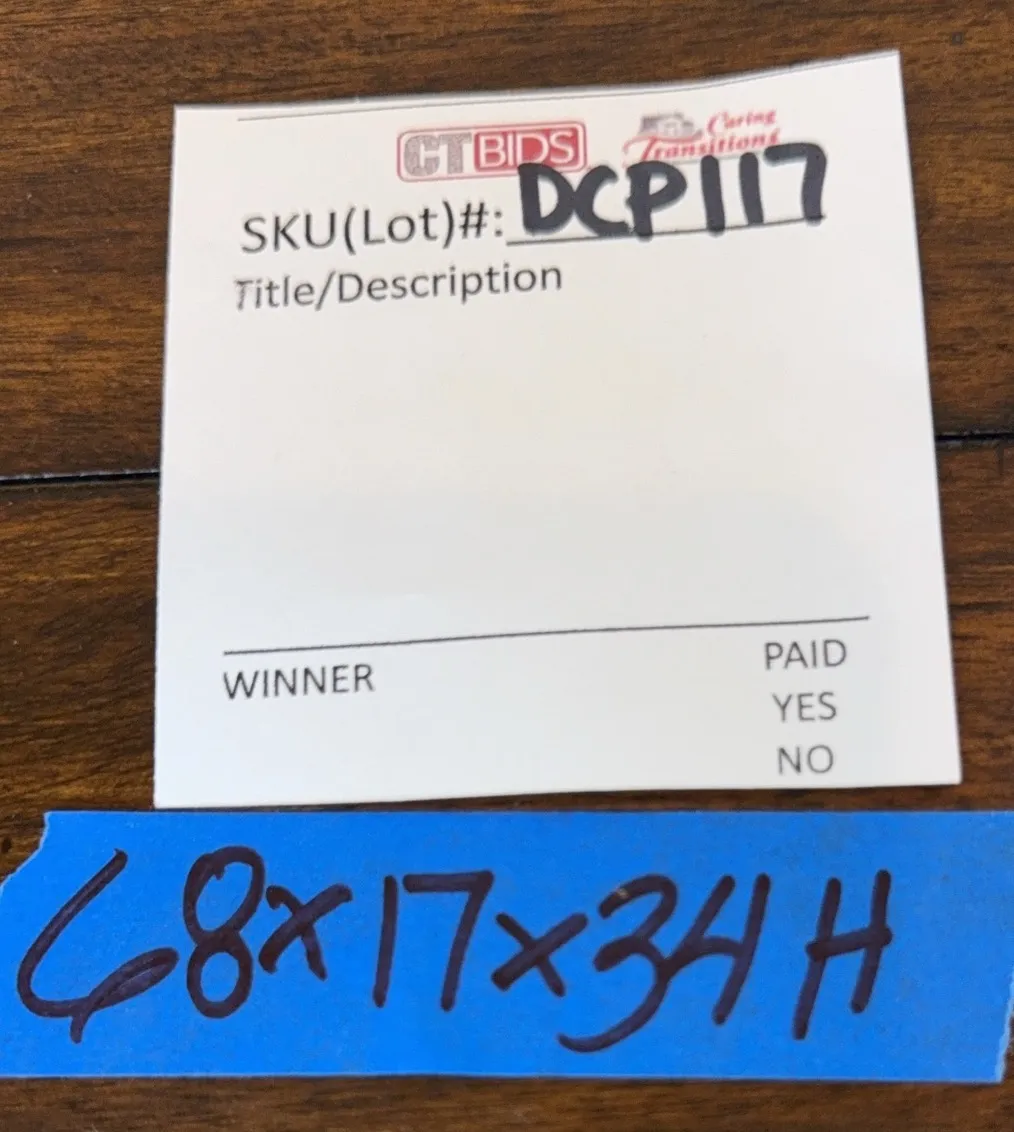 CTBIDS Caring Transitions
SKU(Lot)#: DCP117
Title/Description
WINNER PAID
YES
NO
68x17x34H